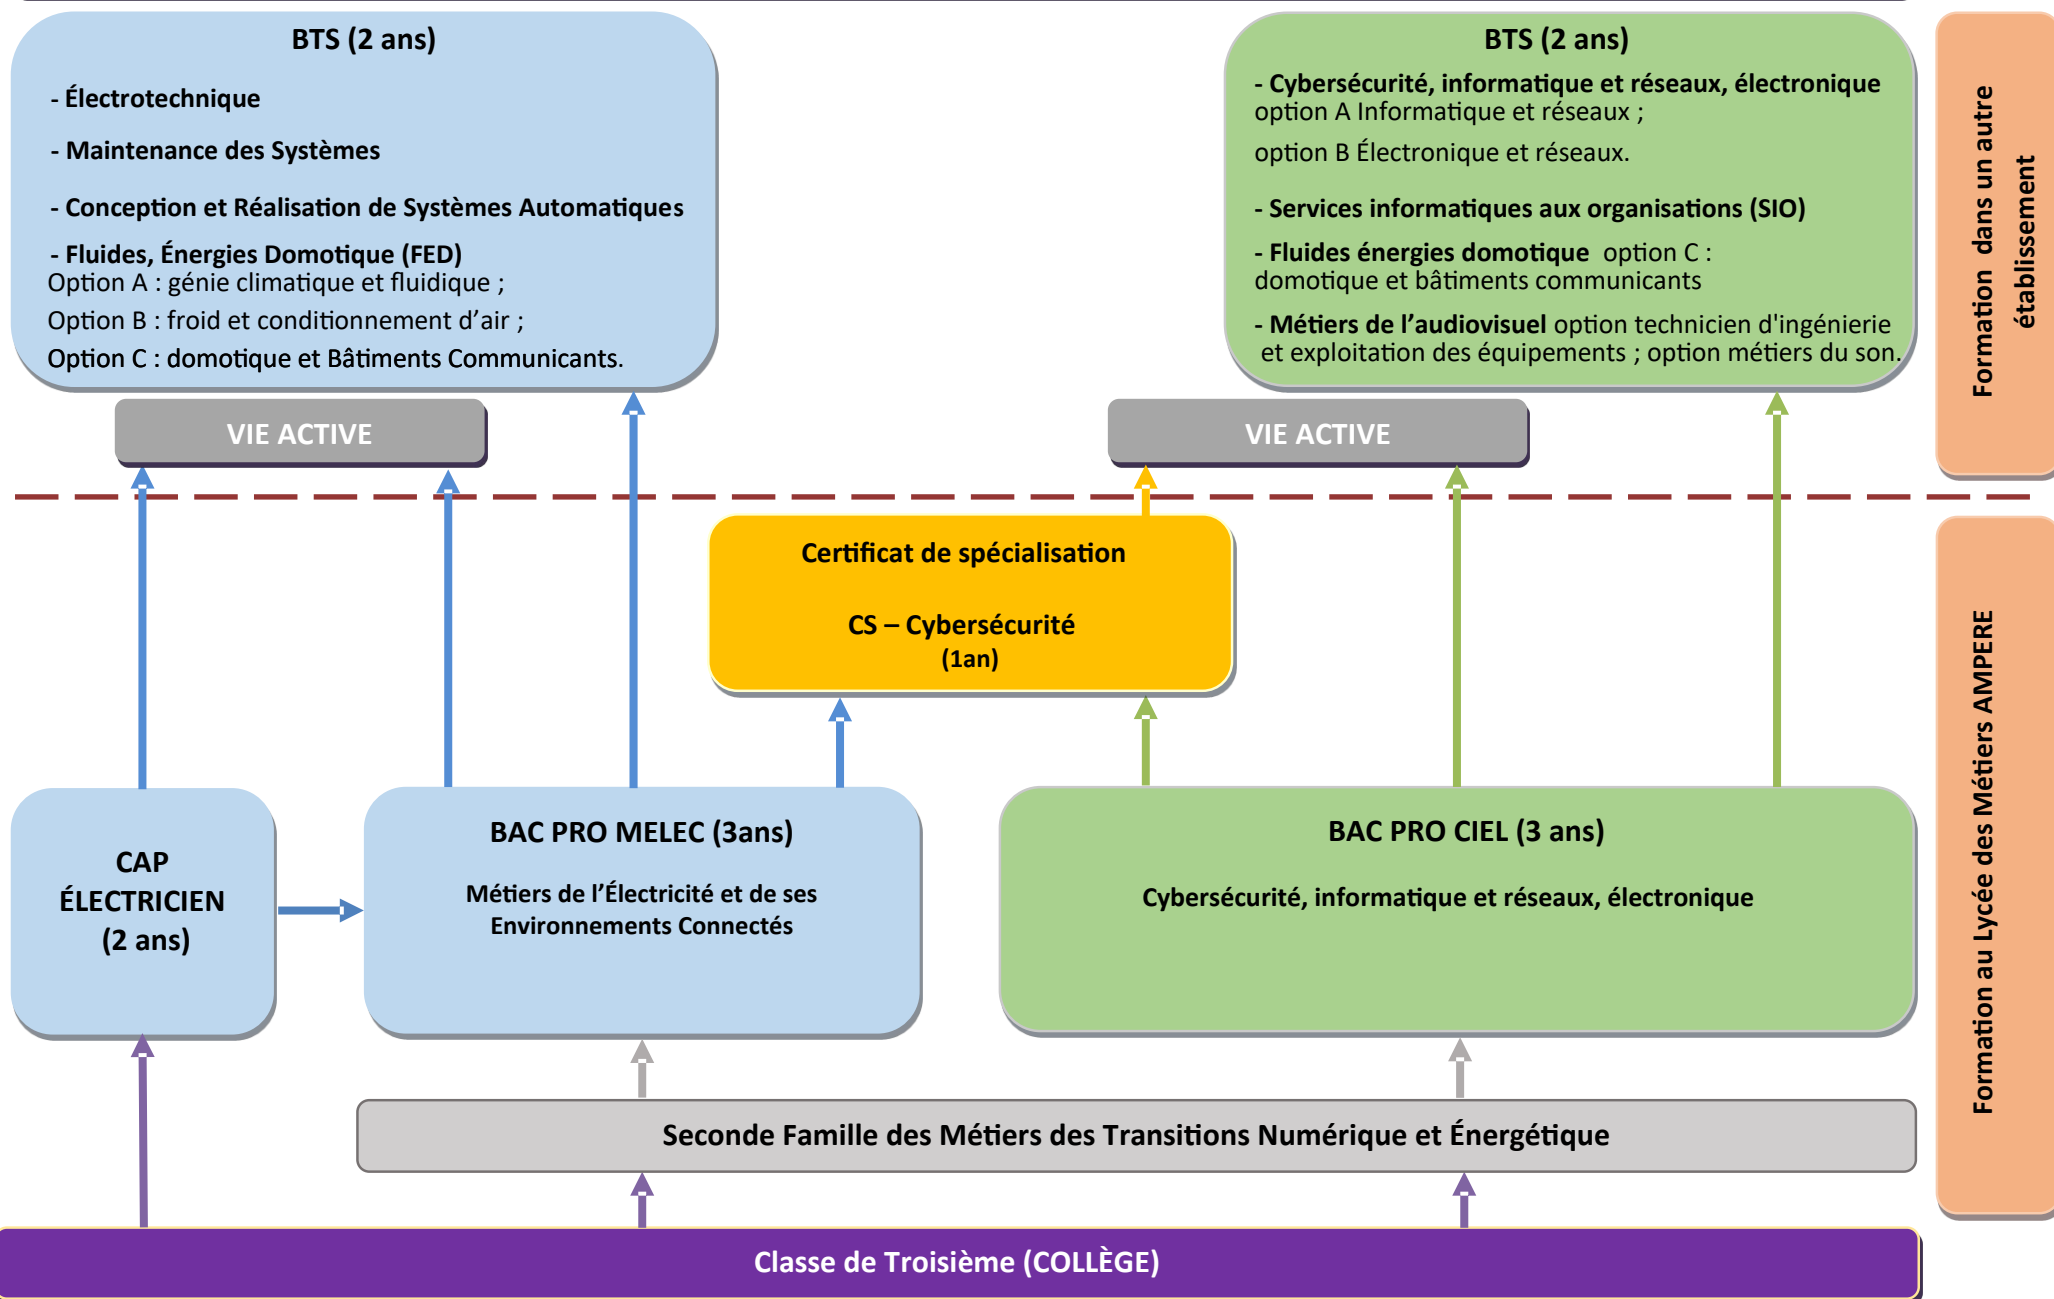 BTS (2 ans)
- Électrotechnique
- Maintenance des Systèmes
- Conception et Réalisation de Systèmes Automatiques
- Fluides, Énergies Domotique (FED)
Option A : génie climatique et fluidique ;
Option B : froid et conditionnement d’air ;
Option C : domotique et Bâtiments Communicants.
BTS (2 ans)
- Cybersécurité, informatique et réseaux, électronique
option A Informatique et réseaux ;
option B Électronique et réseaux.
- Services informatiques aux organisations (SIO)
- Fluides énergies domotique option C :
domotique et bâtiments communicants
- Métiers de l’audiovisuel option technician d'ingénierie
et exploitation des équipements ; option métiers du son.
Formation dans un autre
établissement
VIE ACTIVE
VIE ACTIVE
Certificat de spécialisation
CS – Cybersécurité
(1an)
CAP
ÉLECTRICIEN
(2 ans)
BAC PRO MELEC (3ans)
Métiers de l’Électricité et de ses
Environnements Connectés
BAC PRO CIEL (3 ans)
Cybersécurité, informatique et réseaux, électronique
Formation au Lycée des Métiers AMPERE
Seconde Famille des Métiers des Transitions Numérique et Énergétique
Classe de Troisième (COLLÈGE)